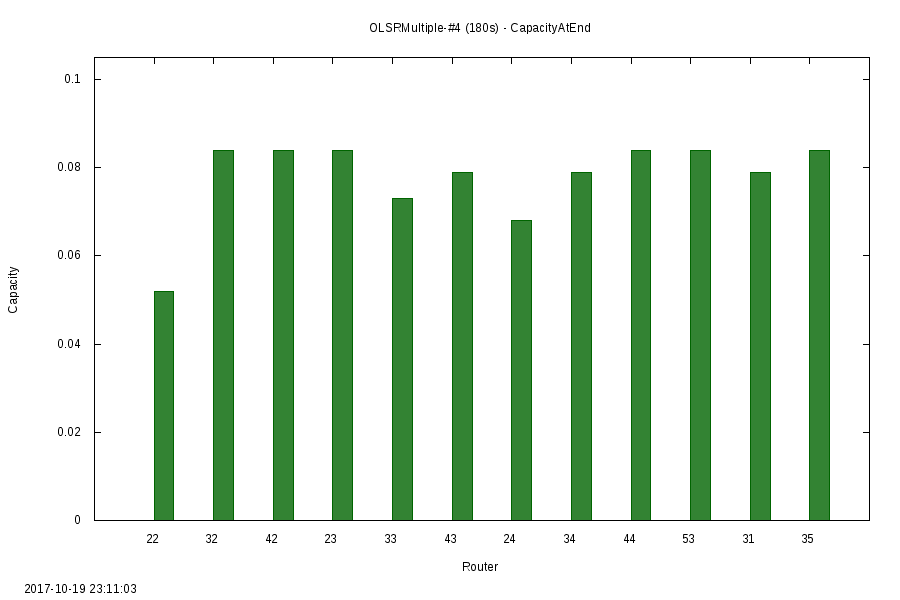 OLSRMultiple-#4 (180s) - CapacityAtEnd
0.1
0.08
0.06
0.04
0.02
0
Capacity
22 32 42 23 33 43 24 34 44 53 31 35
Router
2017-10-19 23:11:03